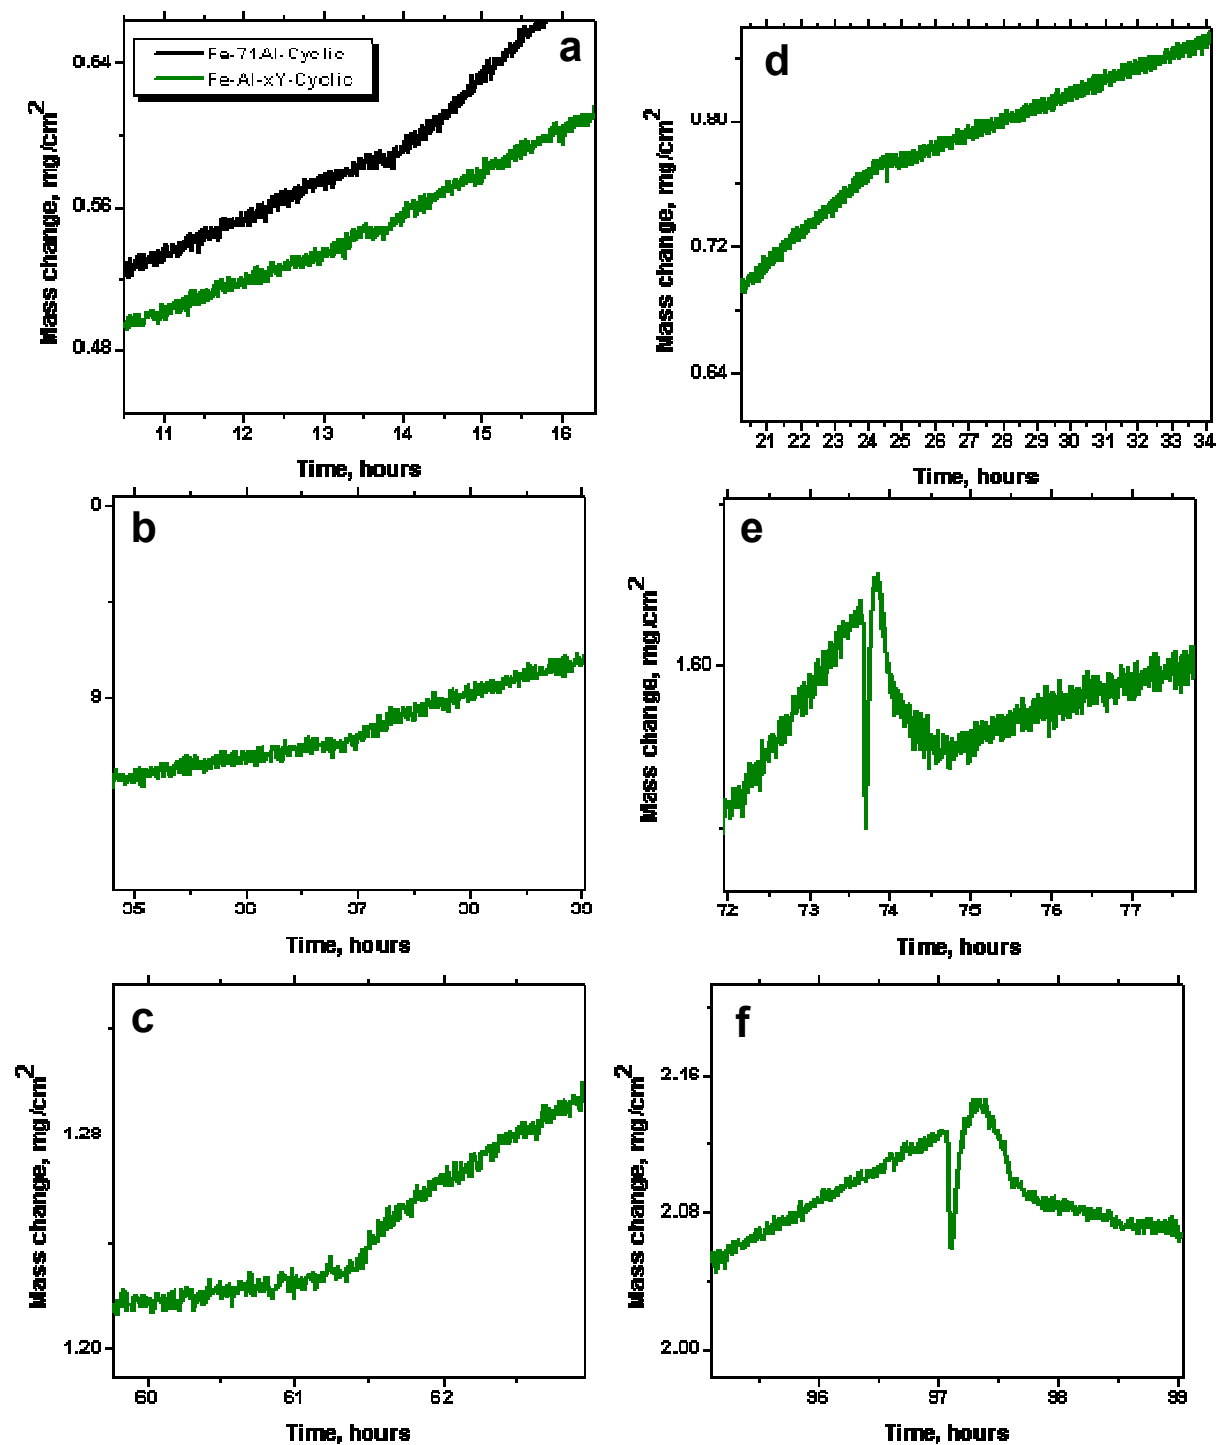 a
Fe-71Al-Cyclic
Fe-Al-xY-Cyclic
0.64
0.56
0.48
Mass change, mg/cm2
11 12 13 14 15 16
Time, hours
d
0.80
0.72
0.64
Mass change, mg/cm2
21 22 23 24 25 26 27 28 29 30 31 32 33 34
Time, hours
b
0
Time, hours
e
1.60
Mass change, mg/cm2
72 73 74 75 76 77
Time, hours
c
1.28
1.20
Mass change, mg/cm2
60 61 62
Time, hours
f
2.16
2.08
2.00
Mass change, mg/cm2
96 97 98 99
Time, hours